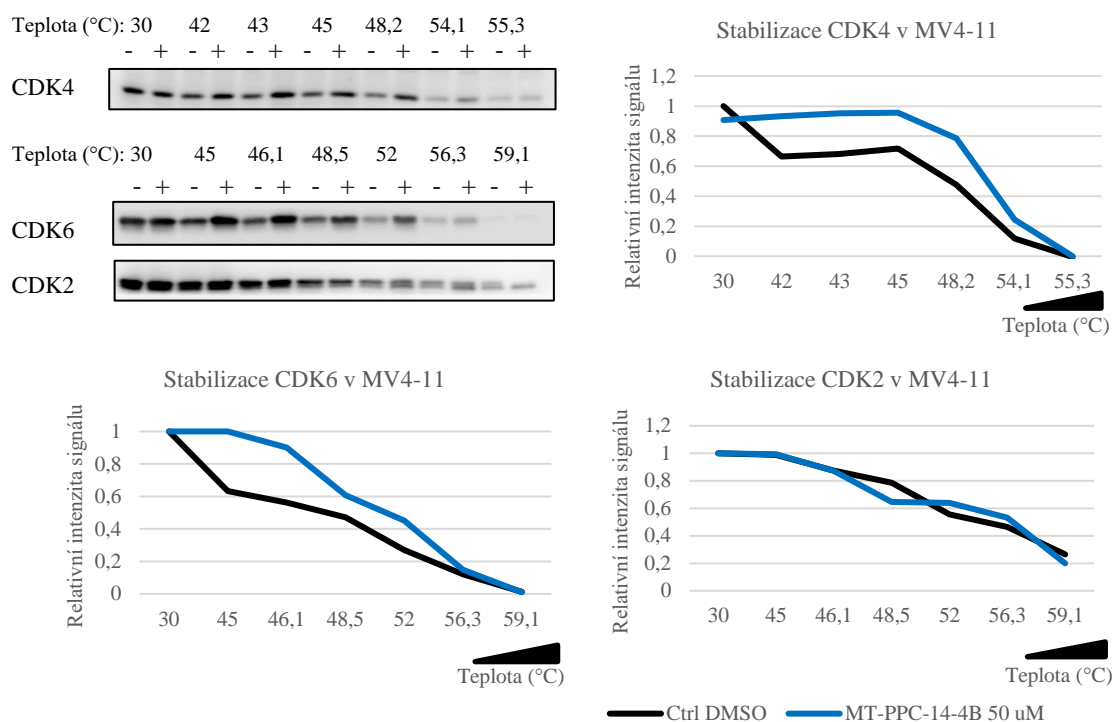 Teplota (°C): 30 42 43 45 48,2 54,1 55,3
- + - + - + - + - + - + - +
CDK4
Teplota (°C): 30 45 46,1 48,5 52 56,3 59,1
- + - + - + - + - + - + - +
CDK6
CDK2
Stabilizace CDK4 v MV4-11
Relativní intenzita signálu
1,2
1
0,8
0,6
0,4
0,2
0
30 42 43 45 48,2 54,1 55,3
Teplota (°C)
Stabilizace CDK6 v MV4-11
Relativní intenzita signálu
1
0,8
0,6
0,4
0,2
0
30 45 46,1 48,5 52 56,3 59,1
Teplota (°C)
Stabilizace CDK2 v MV4-11
Relativní intenzita signálu
1,2
1
0,8
0,6
0,4
0,2
0
30 45 46,1 48,5 52 56,3 59,1
Teplota (°C)
Ctrl DMSO MT-PPC-14-4B 50 uM